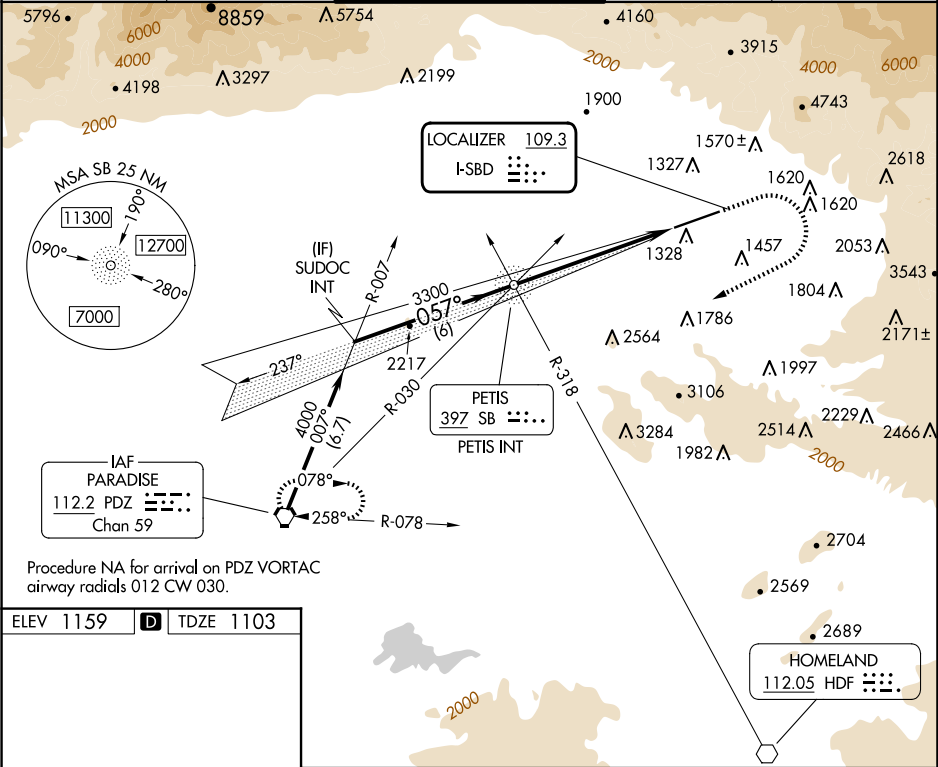 5796
8859
5754
4160
6000
4000
3915
4198
3297
2199
2000
4000
6000
2000
1900
4743
LOCALIZER 109.3
I-SBD
1570±
1327
2618
MSA SB 25 NM
11300
190°
12700
090°
280°
7000
1620
1620
(IF)
SUDOC
INT
R-007
1328
1457
2053
3543
3300
057°
(6)
1804
2217
237°
2564
1786
2171±
R-030
R-318
1997
PETIS
397 SB
PETIS INT
3106
4000
007°
(6.7)
3284
2229
2514
2466
1982
2000
IAF
PARADISE
112.2 PDZ
Chan 59
078°
258°
R-078
Procedure NA for arrival on PDZ VORTAC
airway radials 012 CW 030.
2704
2569
ELEV 1159 D TDZE 1103
2689
HOMELAND
112.05 HDF
2000